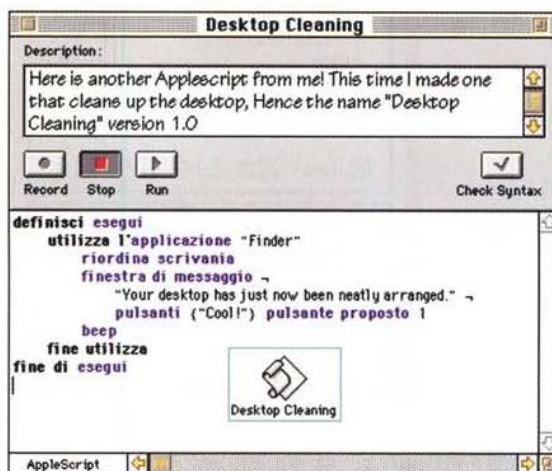 Desktop Cleaning
Description:
Here is another Applescript from me! This time I made one
that cleans up the desktop, Hence the name "Desktop
Cleaning" version 1.0
Record Stop Run Check Syntax
definisci esegui
utilizza l'applicazione "Finder"
riordina scrivania
finestra di messaggio ¬
"Your desktop has just now been neatly arranged." ¬
pulsanti {"Cool!"} pulsante proposto 1
beep
fine utilizza
fine di esegui
Desktop Cleaning
AppleScript